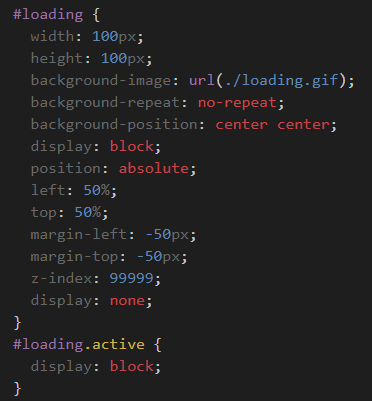 #loading {
  width: 100px;
  height: 100px;
  background-image: url(./loading.gif);
  background-repeat: no-repeat;
  background-position: center center;
  display: block;
  position: absolute;
  left: 50%;
  top: 50%;
  margin-left: -50px;
  margin-top: -50px;
  z-index: 99999;
  display: none;
}
#loading.active {
  display: block;
}